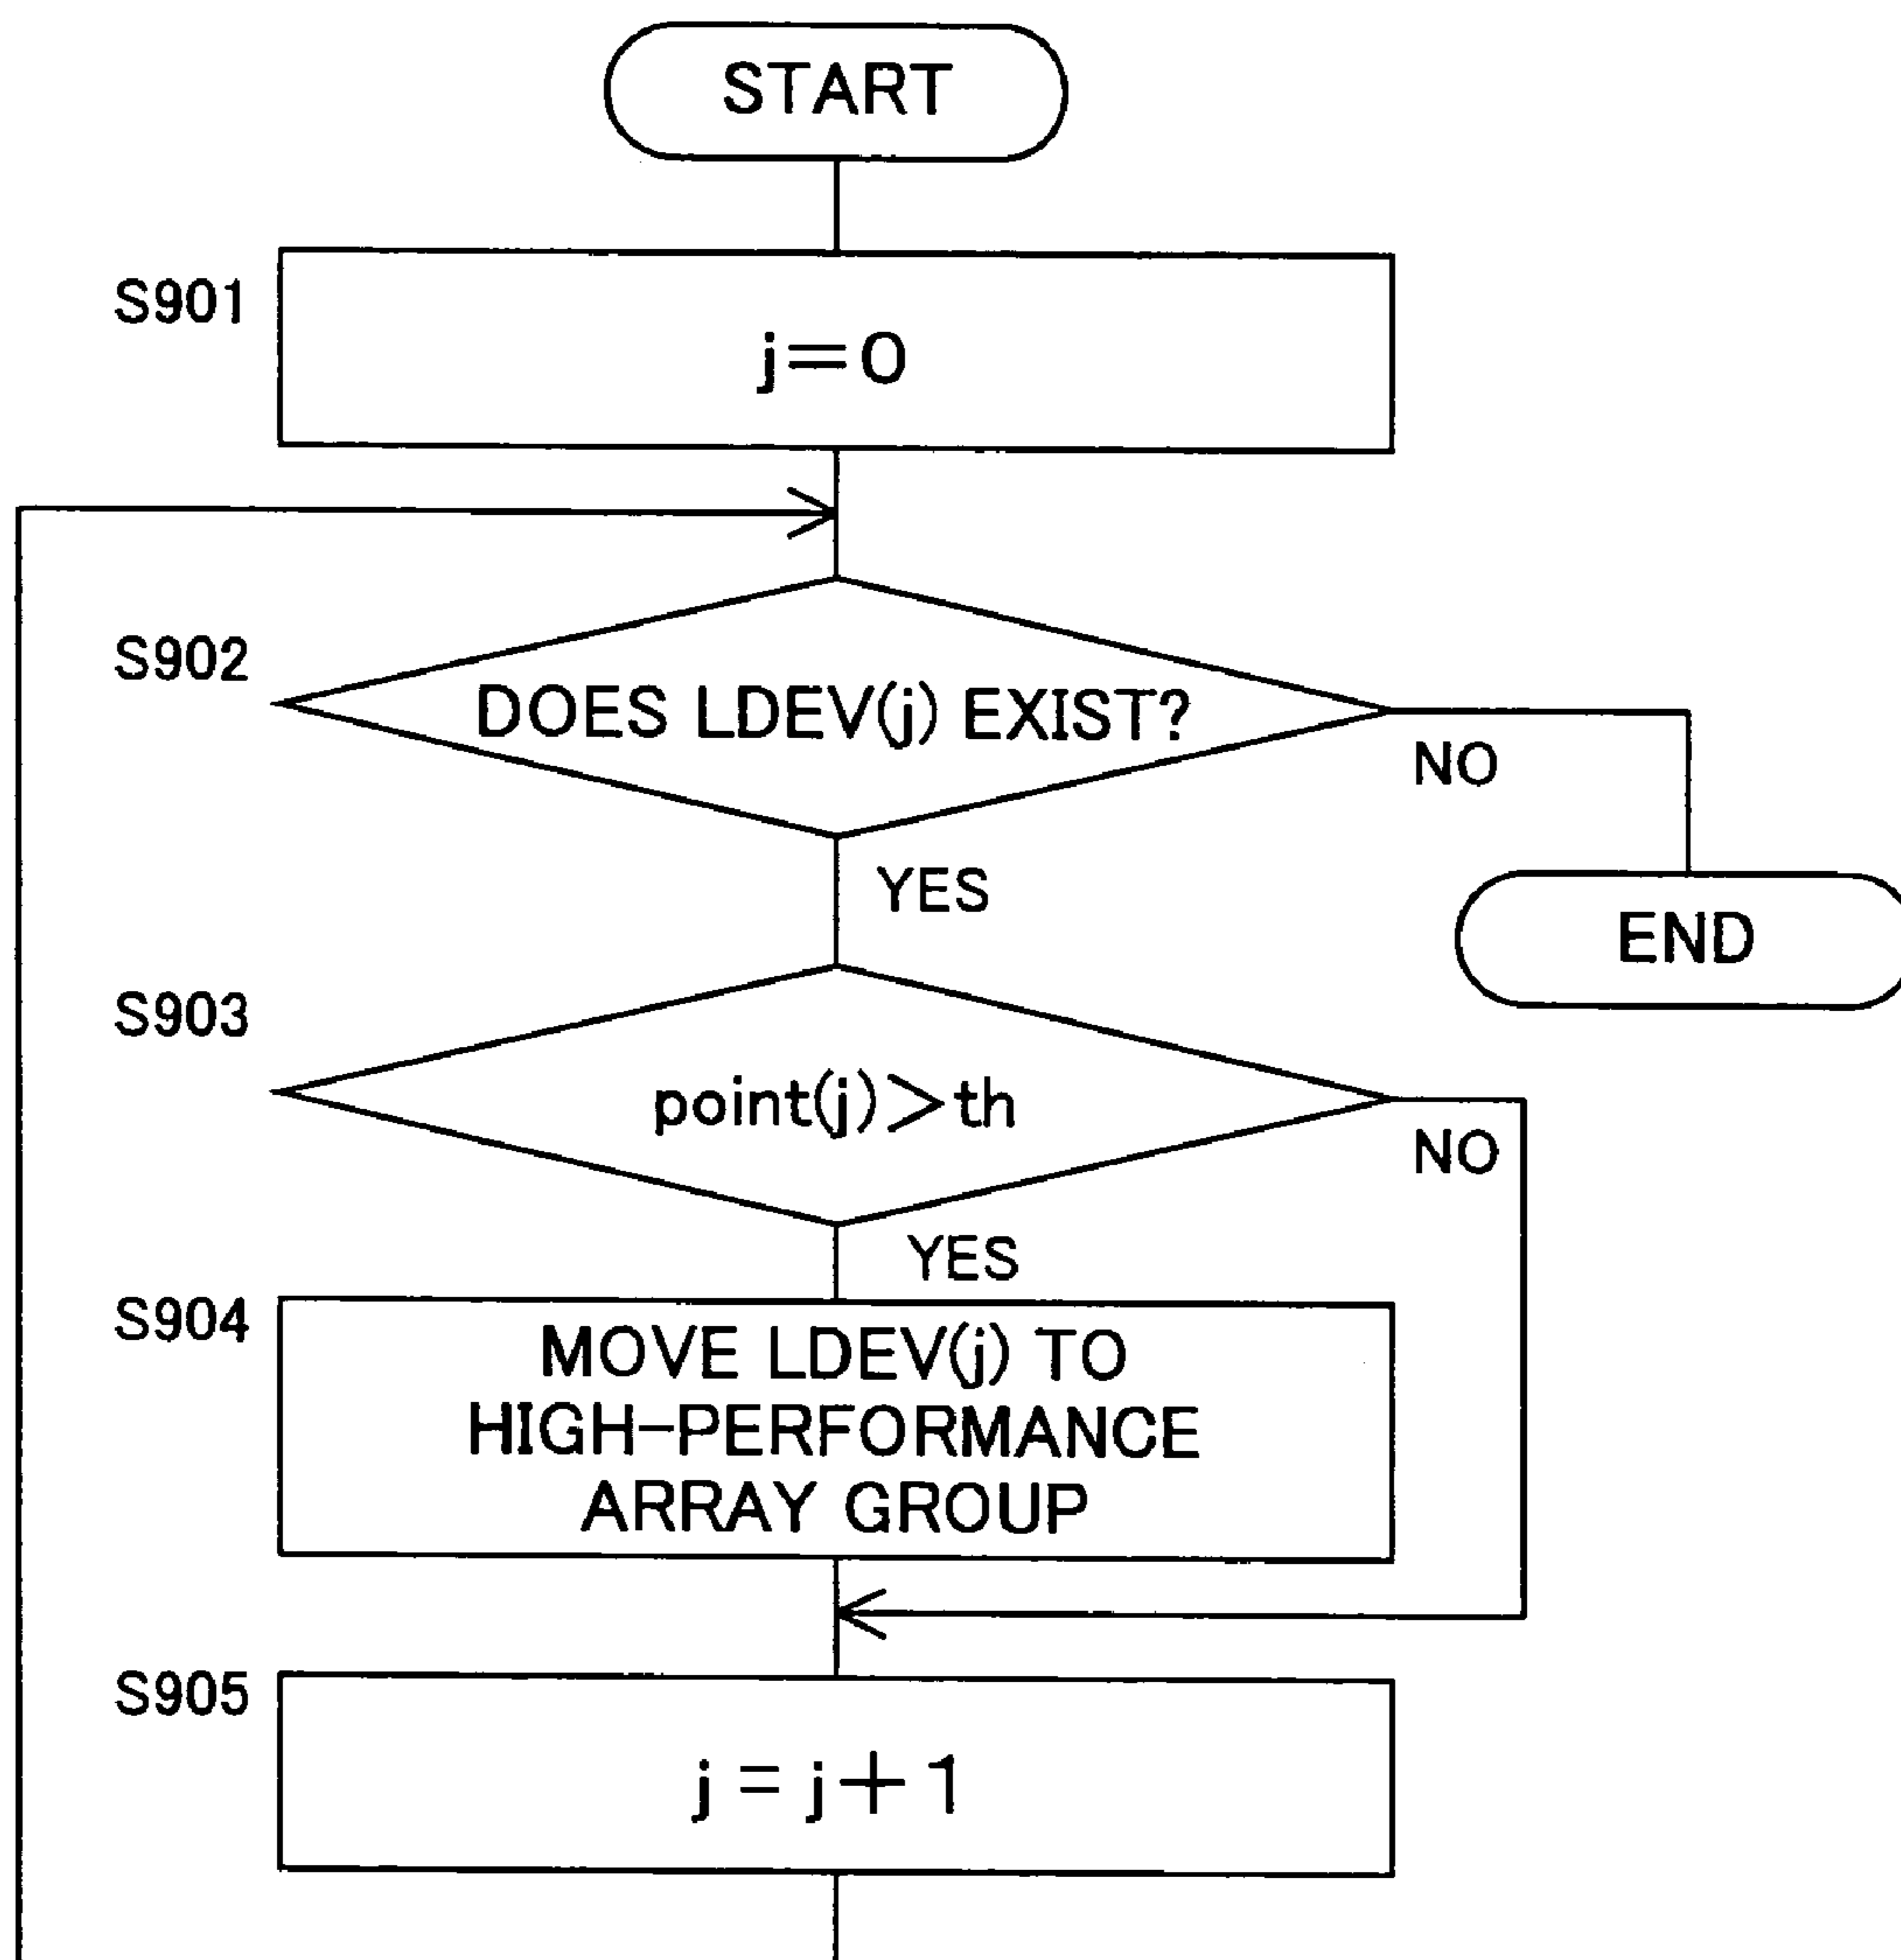 START
S901
j=0
S902
DOES LDEV(j) EXIST?
NO
YES
END
S903
point(j)>th
NO
YES
S904
MOVE LDEV(j) TO
HIGH-PERFORMANCE
ARRAY GROUP
S905
j = j+1